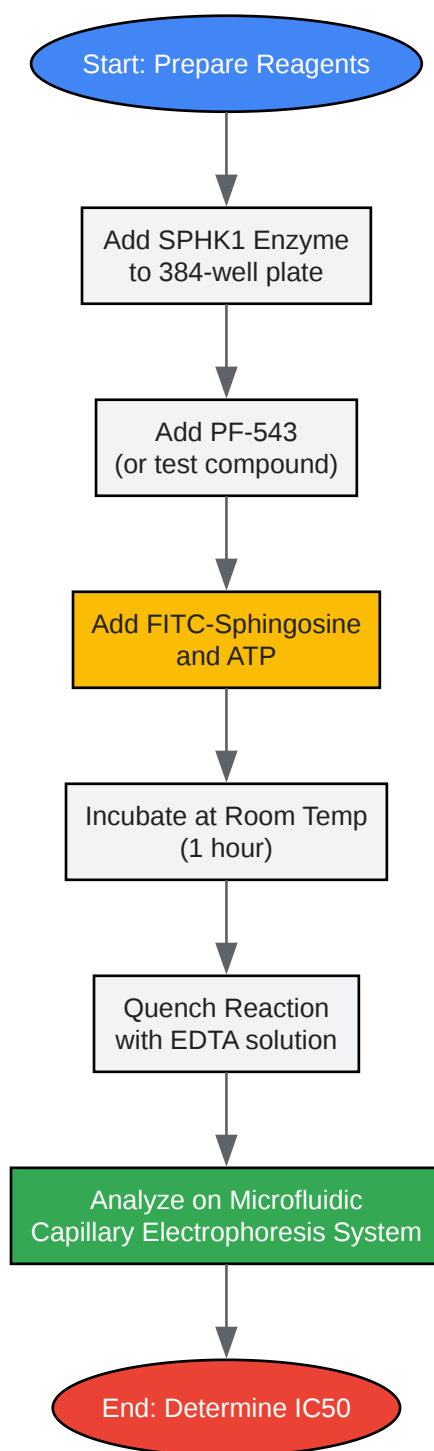 Start: Prepare Reagents
Add SPHK1 Enzyme
to 384-well plate
Add PF-543
(or test compound)
Add FITC-Sphingosine
and ATP
Incubate at Room Temp
(1 hour)
Quench Reaction
with EDTA solution
Analyze on Microfluidic
Capillary Electrophoresis System
End: Determine IC50